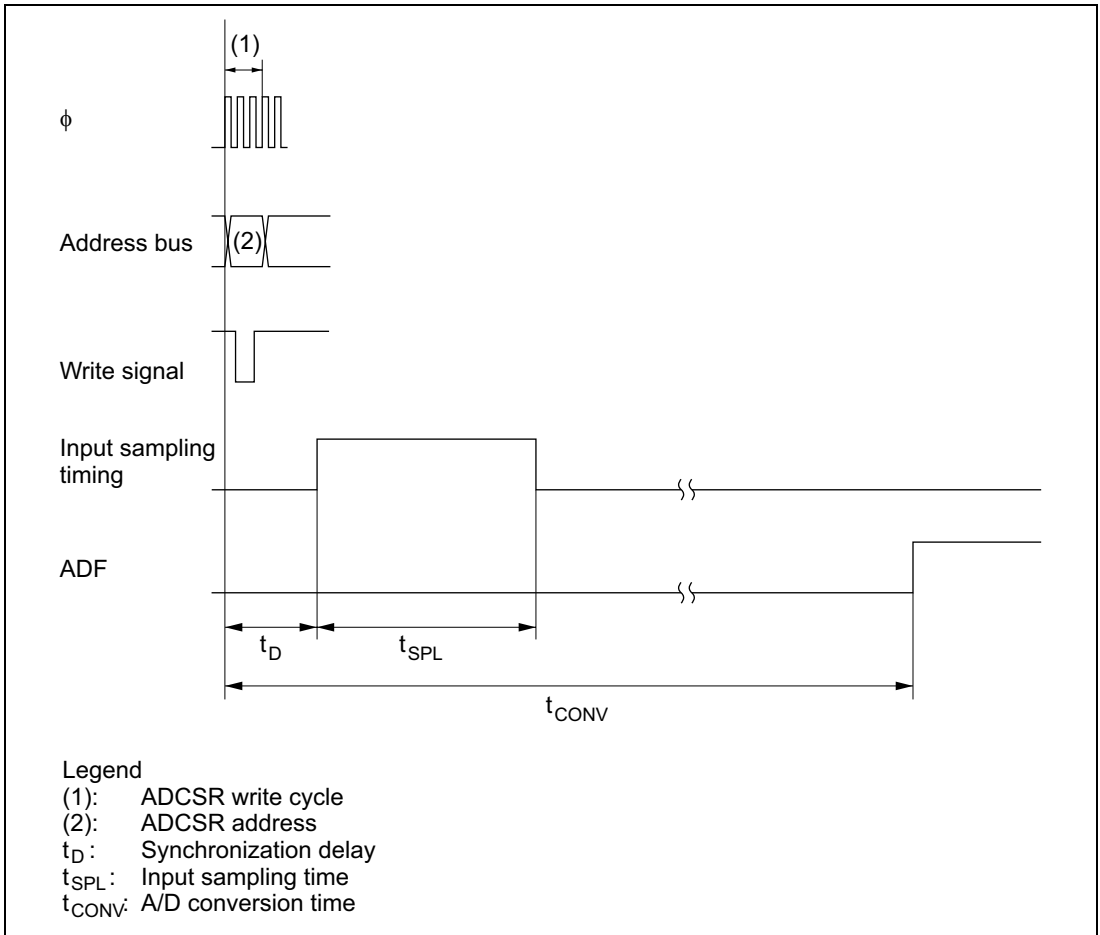 (1)
ϕ
Address bus
(2)
Write signal
Input sampling
timing
ADF
tD
tSPL
tCONV
Legend
(1): ADCSR write cycle
(2): ADCSR address
tD : Synchronization delay
tSPL : Input sampling time
tCONV: A/D conversion time